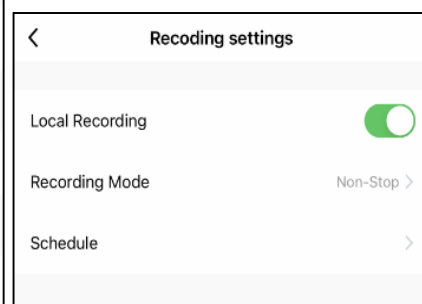 Recoding settings
Local Recording
Recording Mode Non-Stop
Schedule